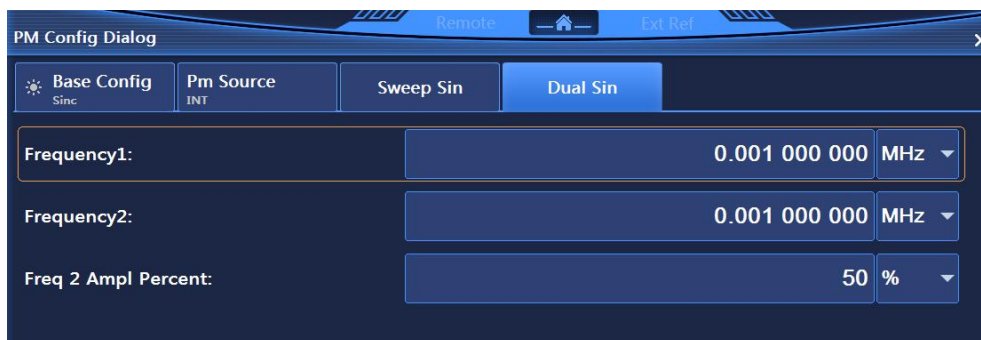 Remote Ext Ref
PM Config Dialog
Base Config Pm Source Sweep Sin Dual Sin
Sinc INT
Frequency1: 0.001 000 000 MHz
Frequency2: 0.001 000 000 MHz
Freq 2 Ampl Percent: 50 %